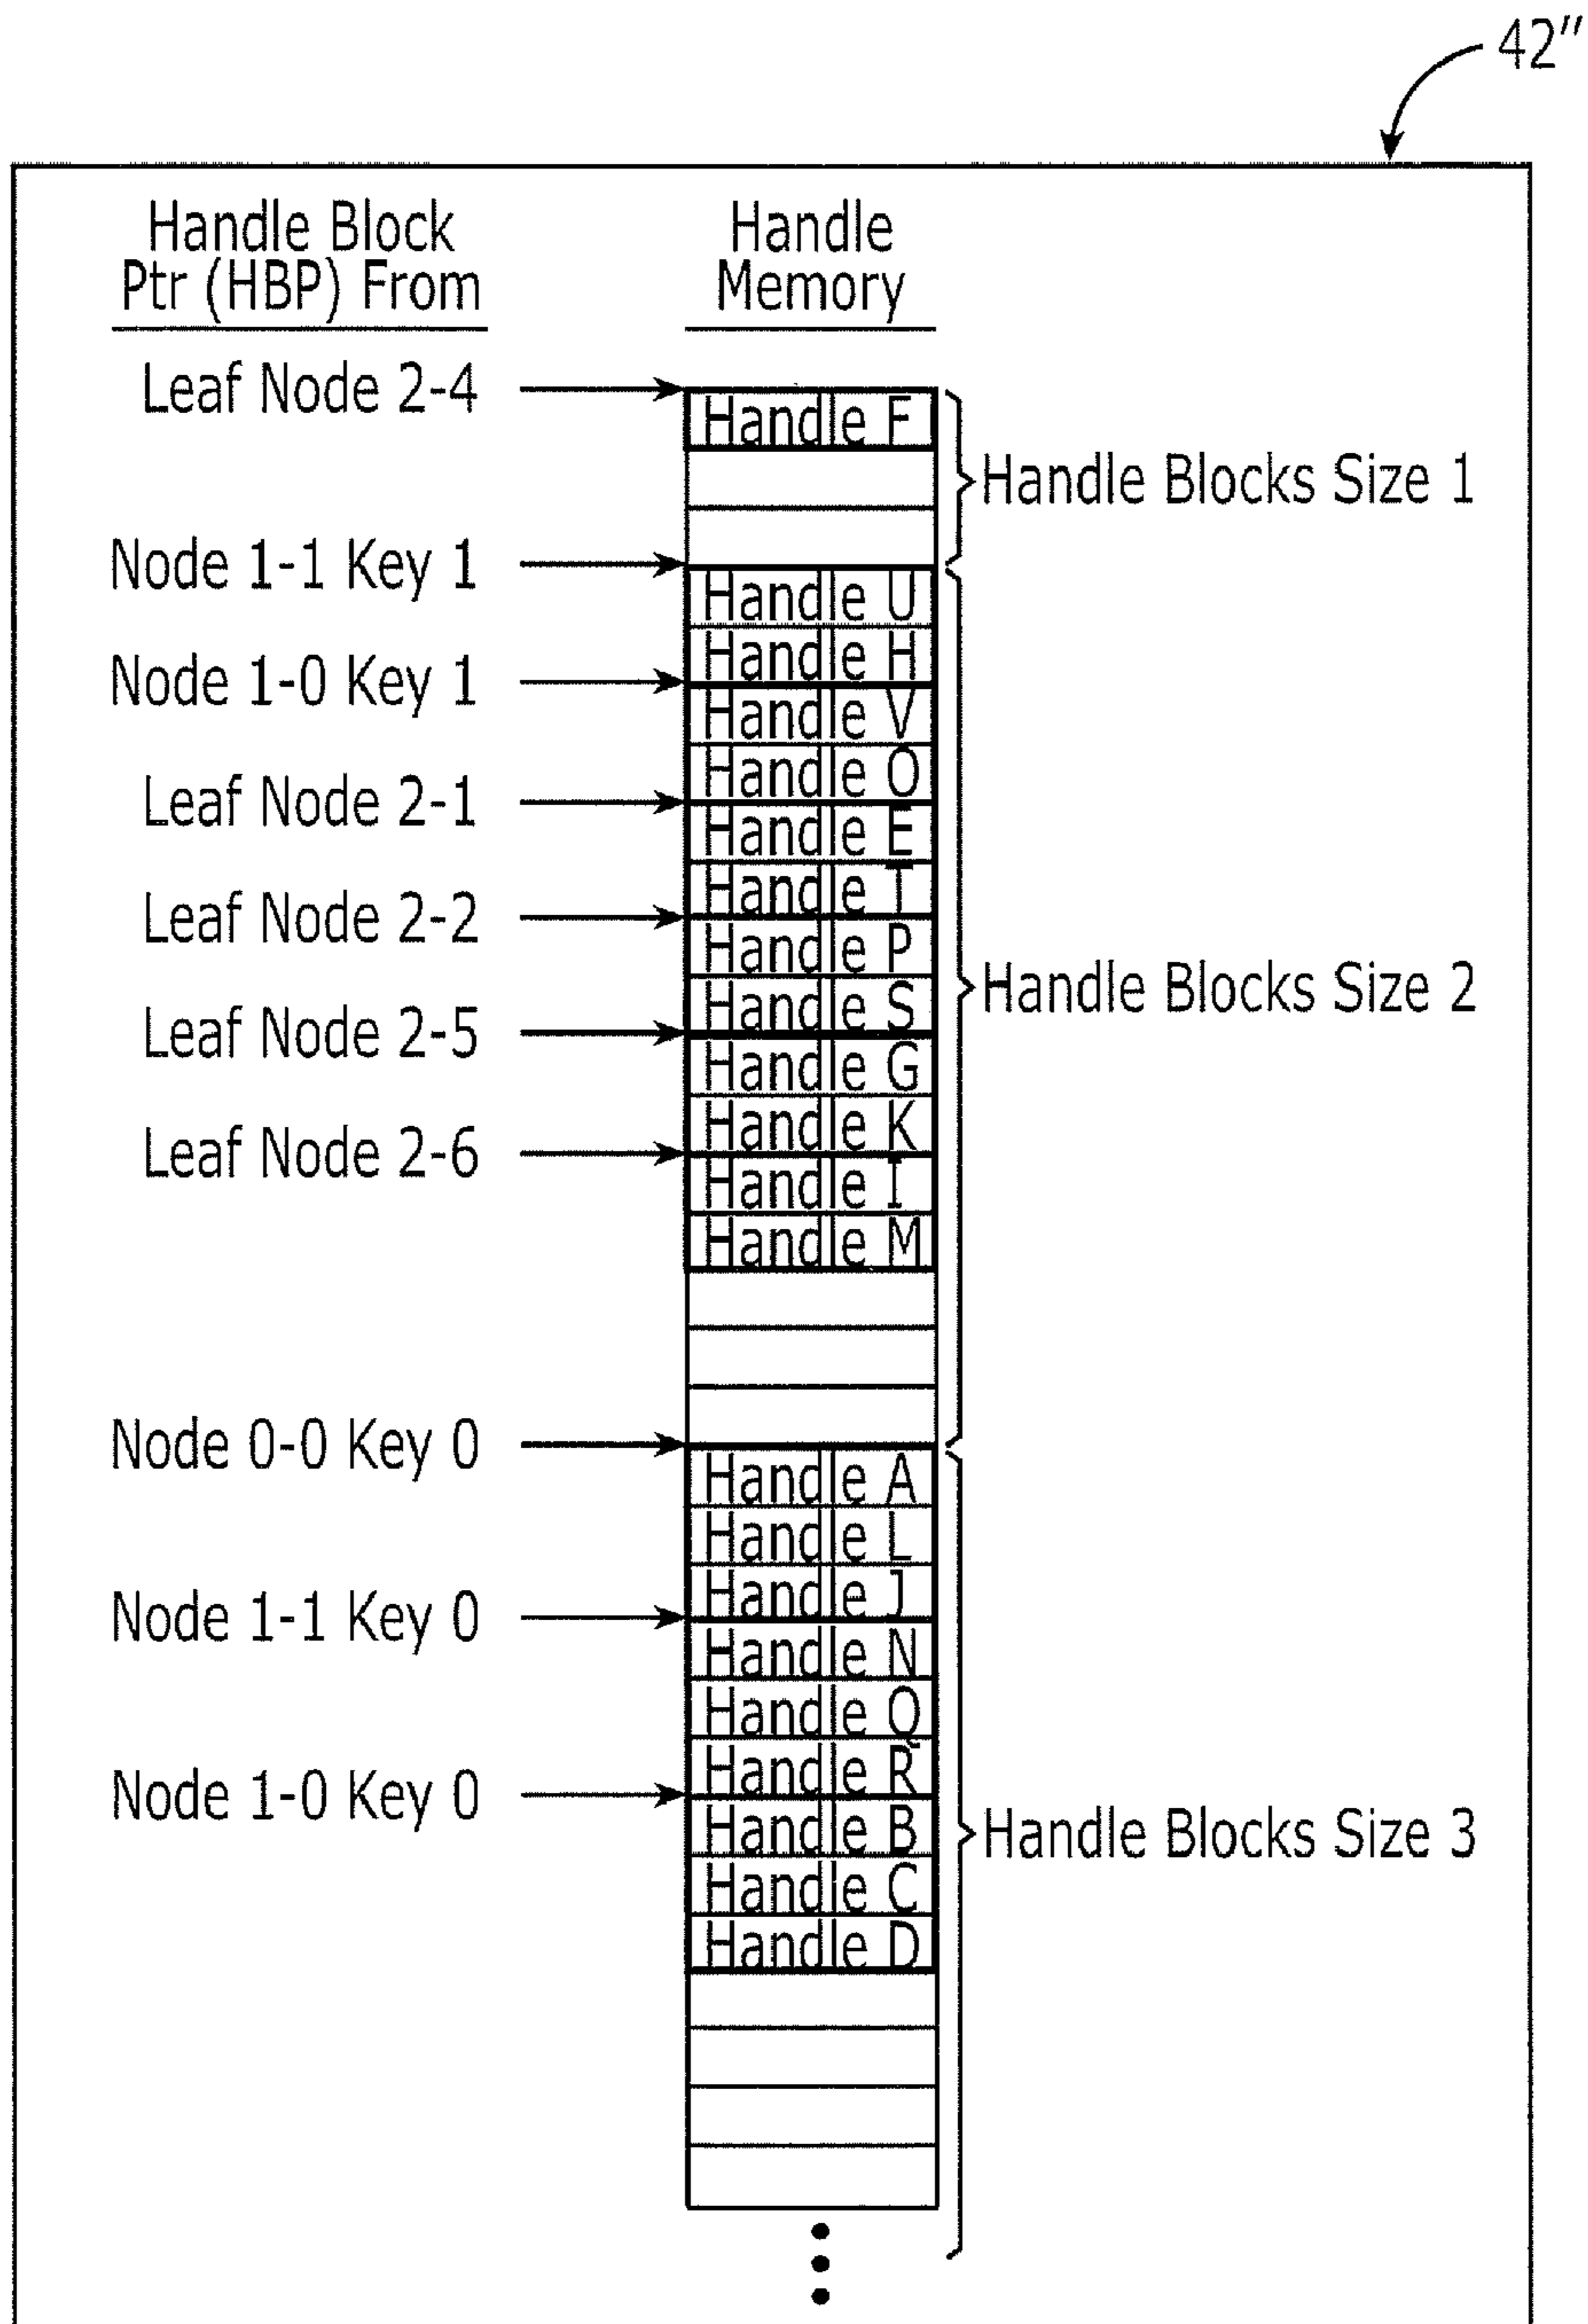 42"
Handle Block
Ptr (HBP) From
Handle
Memory
Leaf Node 2-4
Handle F
Handle Blocks Size 1
Node 1-1 Key 1
Handle U
Handle H
Node 1-0 Key 1
Handle V
Handle O
Leaf Node 2-1
Handle E
Handle T
Leaf Node 2-2
Handle P
Handle Blocks Size 2
Handle S
Leaf Node 2-5
Handle G
Handle K
Leaf Node 2-6
Handle I
Handle M
Node 0-0 Key 0
Handle A
Handle L
Handle J
Node 1-1 Key 0
Handle N
Handle Q
Handle R
Node 1-0 Key 0
Handle B
Handle Blocks Size 3
Handle C
Handle D